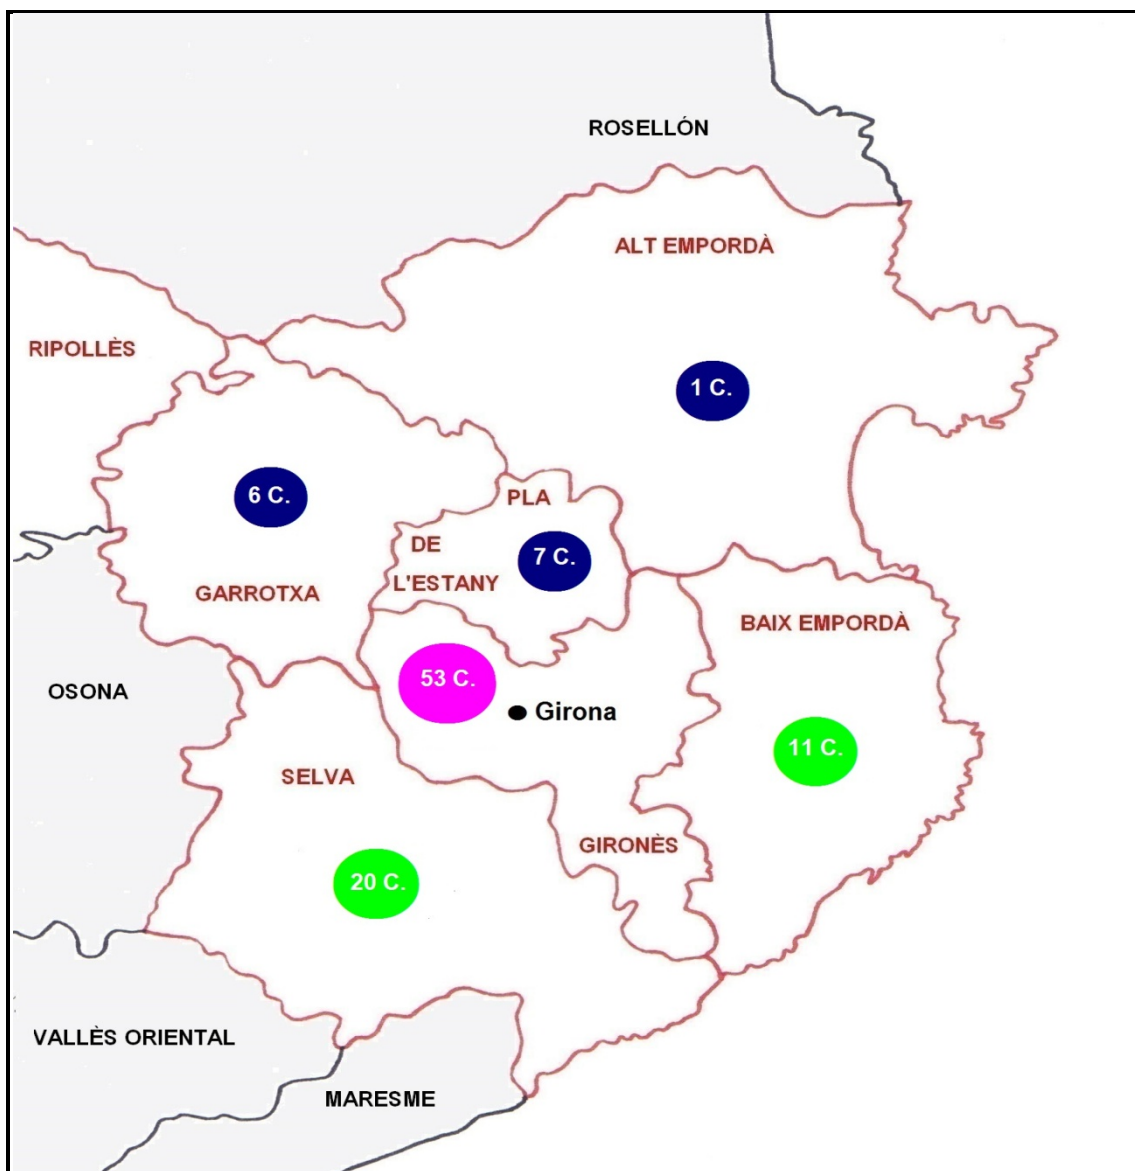 ROSELLÓN
ALT EMPORDÀ
RIPOLLÈS
1 C.
6 C.
PLA
DE
7 C.
L'ESTANY
GARROTXA
BAIX EMPORDÀ
OSONA
53 C.
Girona
11 C.
SELVA
GIRONÈS
20 C.
VALLÈS ORIENTAL
MARESME